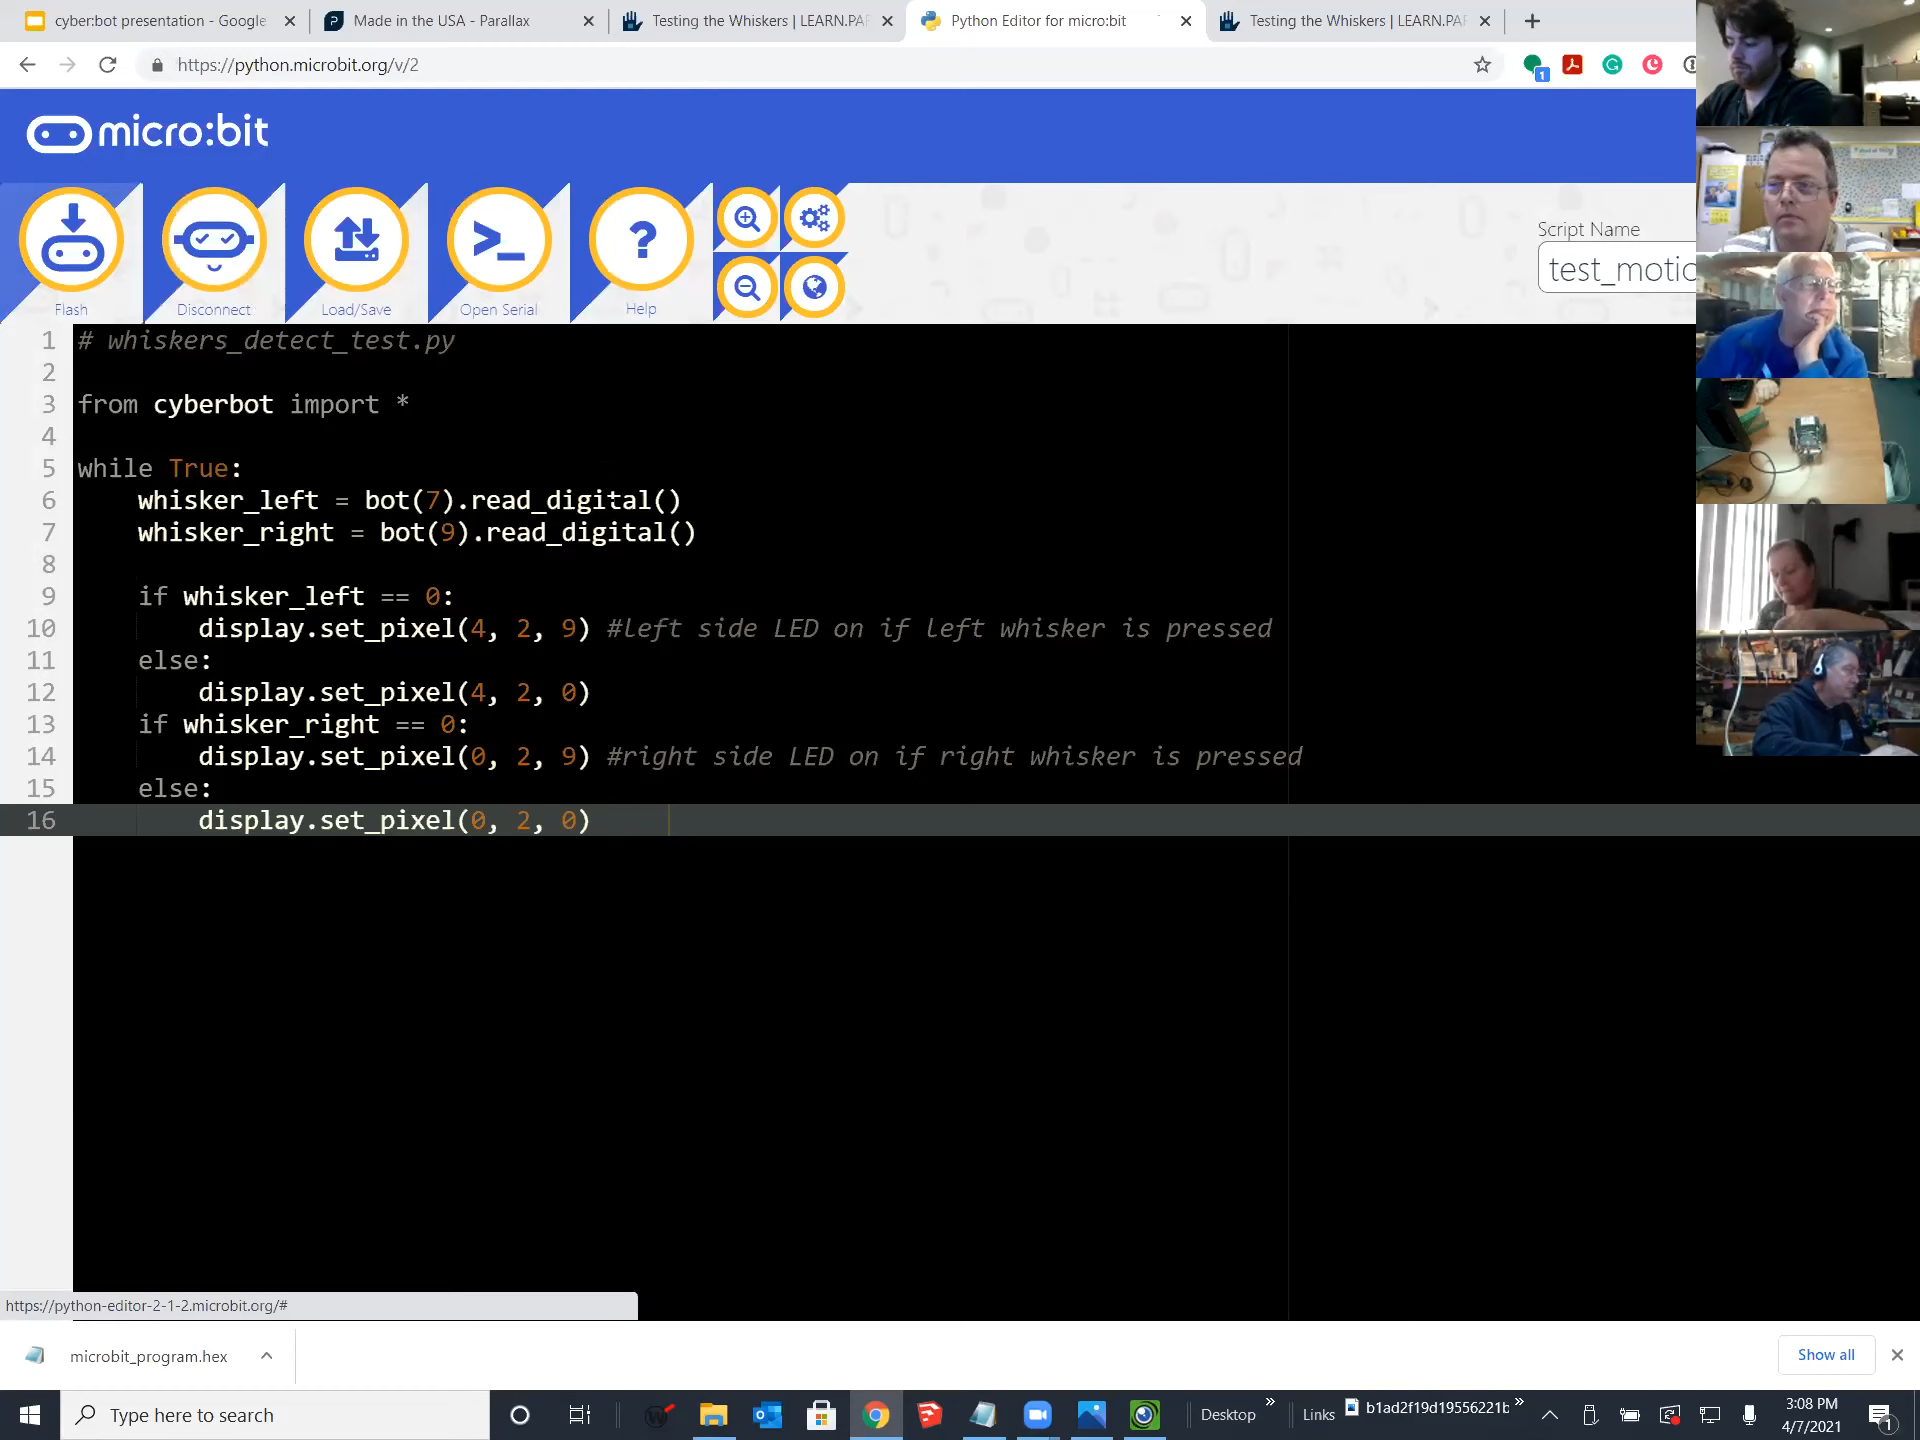 cyber:bot presentation - Google
Made in the USA - Parallax
Testing the Whiskers | LEARN.PA
Python Editor for micro:bit
Testing the Whiskers | LEARN.PA
https://python.microbit.org/v/2
1
micro:bit
Flash
Disconnect
Load/Save
Open Serial
Help
Script Name
test_motic
1 # whiskers_detect_test.py
2
3 from cyberbot import *
4
5 while True:
6 whisker_left = bot(7).read_digital()
7 whisker_right = bot(9).read_digital()
8
9 if whisker_left == 0:
10 display.set_pixel(4, 2, 9) #left side LED on if left whisker is pressed
11 else:
12 display.set_pixel(4, 2, 0)
13 if whisker_right == 0:
14 display.set_pixel(0, 2, 9) #right side LED on if right whisker is pressed
15 else:
16 display.set_pixel(0, 2, 0)
https://python-editor-2-1-2.microbit.org/#
microbit_program.hex
Show all
Type here to search
Desktop
Links
b1ad2f19d19556221b
3:08 PM
4/7/2021
1